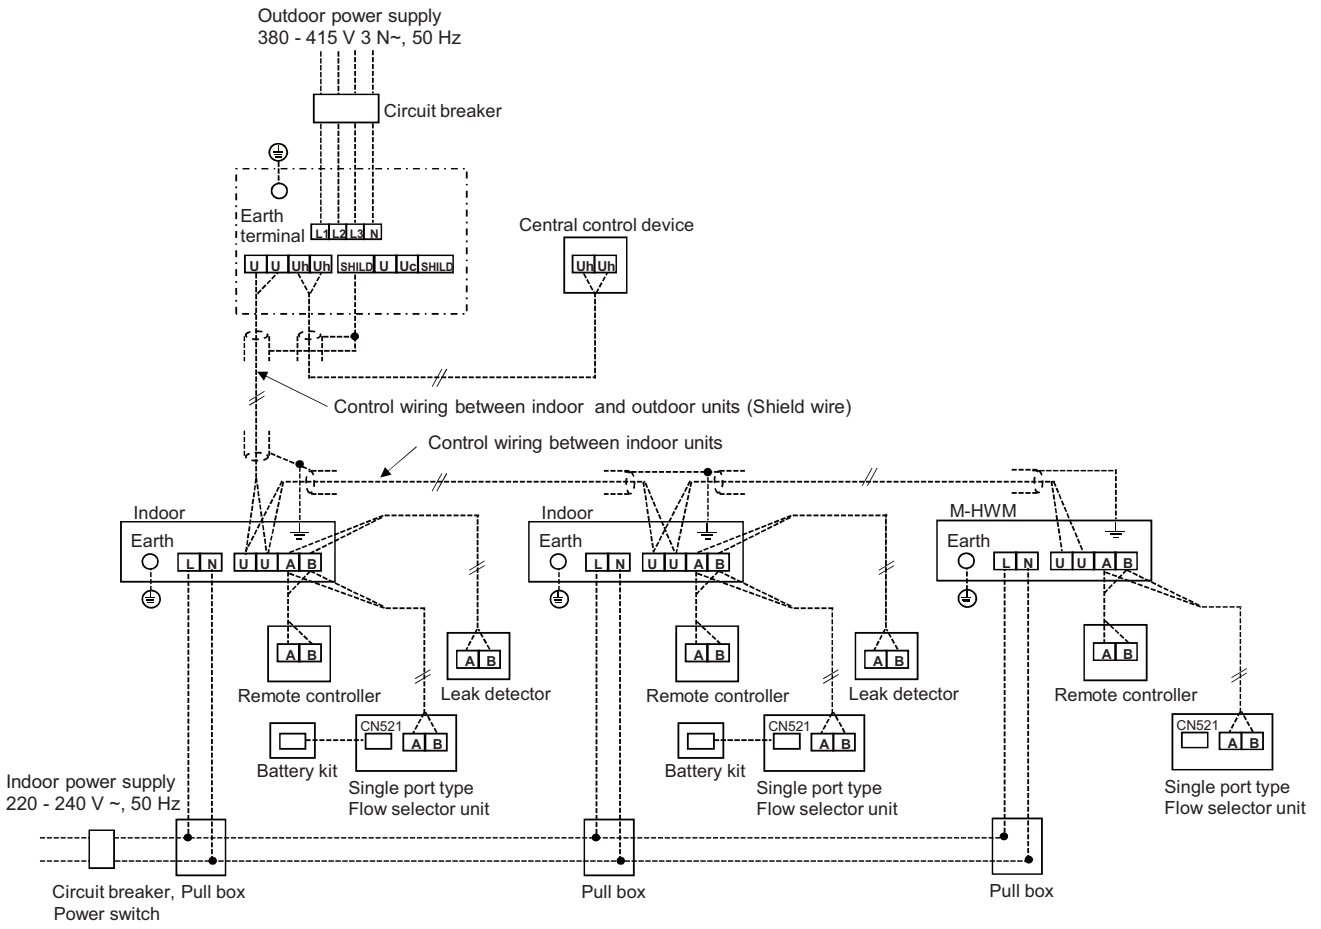 Outdoor power supply
380 - 415 V 3 N~, 50 Hz
Circuit breaker
Earth
terminal
L1 L2 L3 N
Central control device
U U Uh Uh SHILD U Uc SHILD
Uh Uh
Control wiring between indoor and outdoor units (Shield wire)
Control wiring between indoor units
Indoor
Indoor
M-HWM
Earth
Earth
Earth
L N U U A B
L N U U A B
L N U U A B
A B
A B
A B
A B
A B
Remote controller
Leak detector
Remote controller
Leak detector
Remote controller
CN521
A B
CN521
A B
CN521
A B
Battery kit
Battery kit
Single port type
Flow selector unit
Single port type
Flow selector unit
Single port type
Flow selector unit
Indoor power supply
220 - 240 V ~, 50 Hz
Circuit breaker,
Power switch
Pull box
Pull box
Pull box